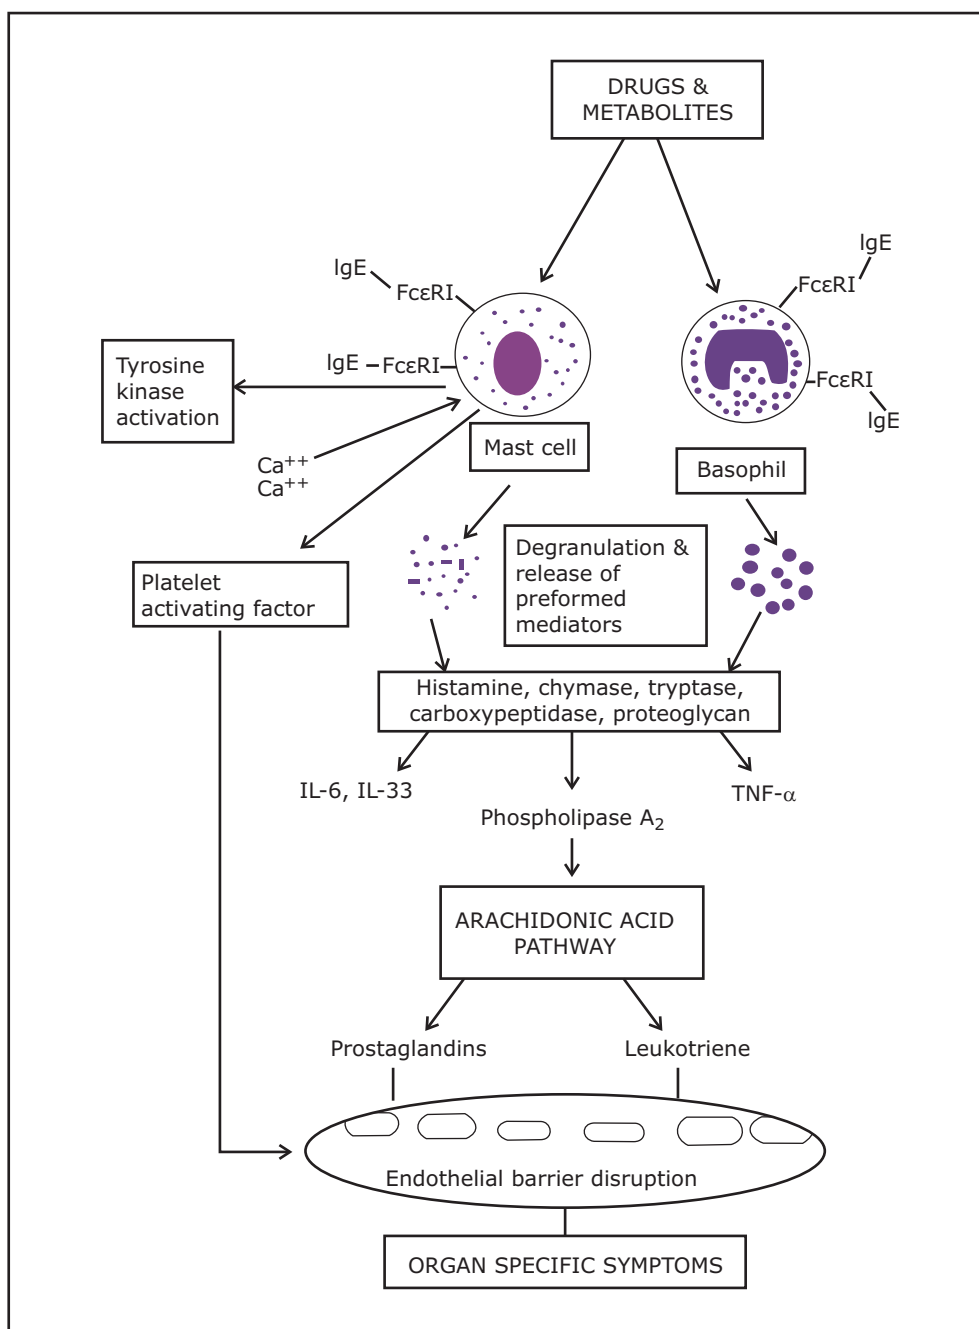 DRUGS &
METABOLITES
IgE
FcεRI
IgE
FcεRI
IgE
FcεRI
FcεRI
IgE
Tyrosine
kinase
activation
Ca++
Ca++
Mast cell
Basophil
Platelet
activating factor
Degranulation &
release of
preformed
mediators
Histamine, chymase, tryptase,
carboxypeptidase, proteoglycan
IL-6, IL-33
TNF-α
Phospholipase A2
ARACHIDONIC ACID
PATHWAY
Prostaglandins
Leukotriene
Endothelial barrier disruption
ORGAN SPECIFIC SYMPTOMS